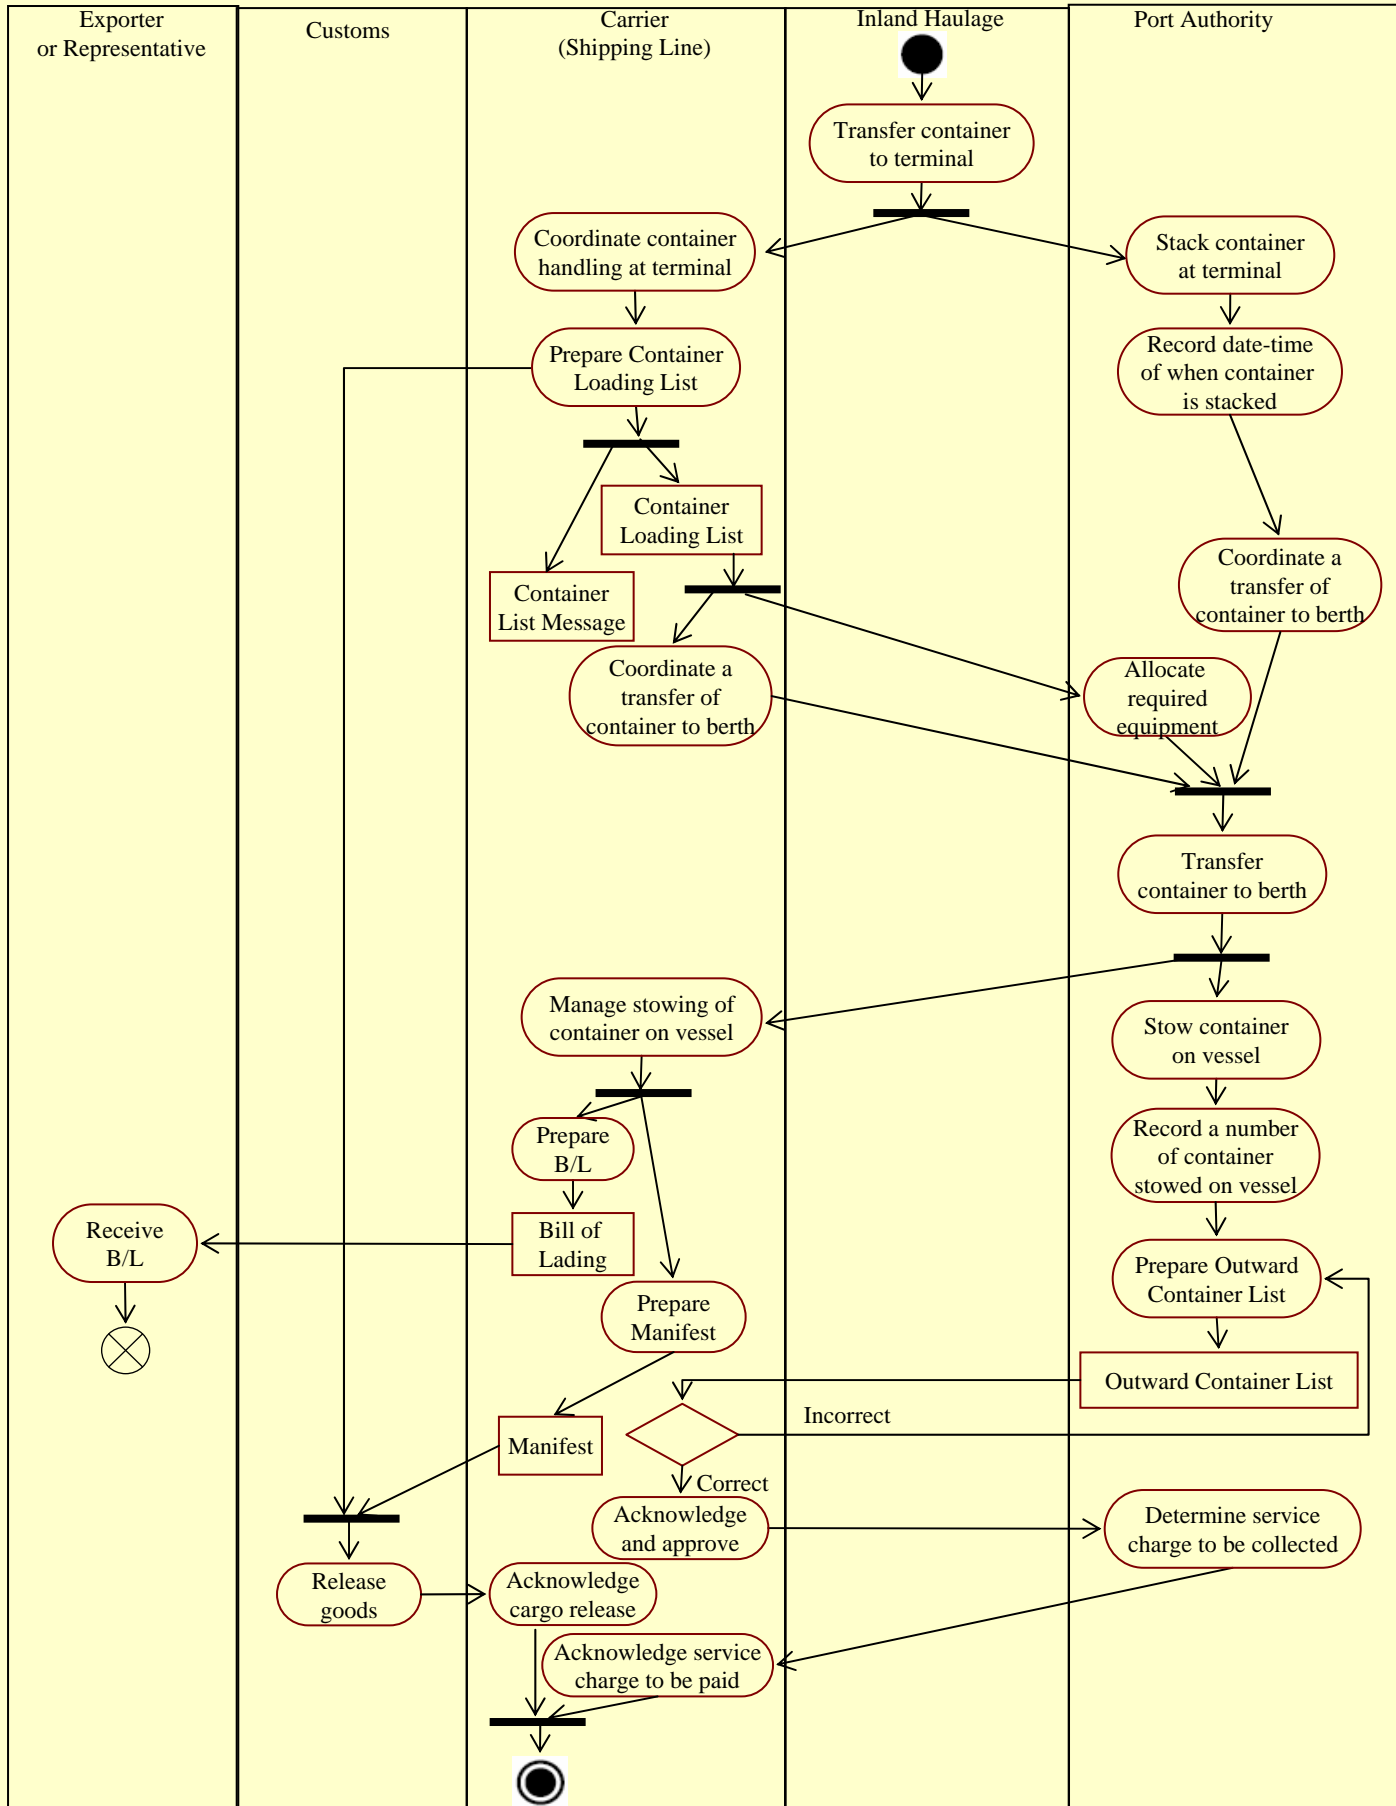 Exporter
or Representative
Customs
Carrier
(Shipping Line)
Inland Haulage
Port Authority
Transfer container
to terminal
Coordinate container
handling at terminal
Stack container
at terminal
Prepare Container
Loading List
Record date-time
of when container
is stacked
Container
Loading List
Container
List Message
Coordinate a
transfer of
container to berth
Coordinate a
transfer of
container to berth
Allocate
required
equipment
Transfer
container to berth
Manage stowing of
container on vessel
Stow container
on vessel
Prepare
B/L
Record a number
of container
stowed on vessel
Receive
B/L
Bill of
Lading
Prepare Outward
Container List
Prepare
Manifest
Outward Container List
Incorrect
Manifest
Correct
Acknowledge
and approve
Determine service
charge to be collected
Release
goods
Acknowledge
cargo release
Acknowledge service
charge to be paid